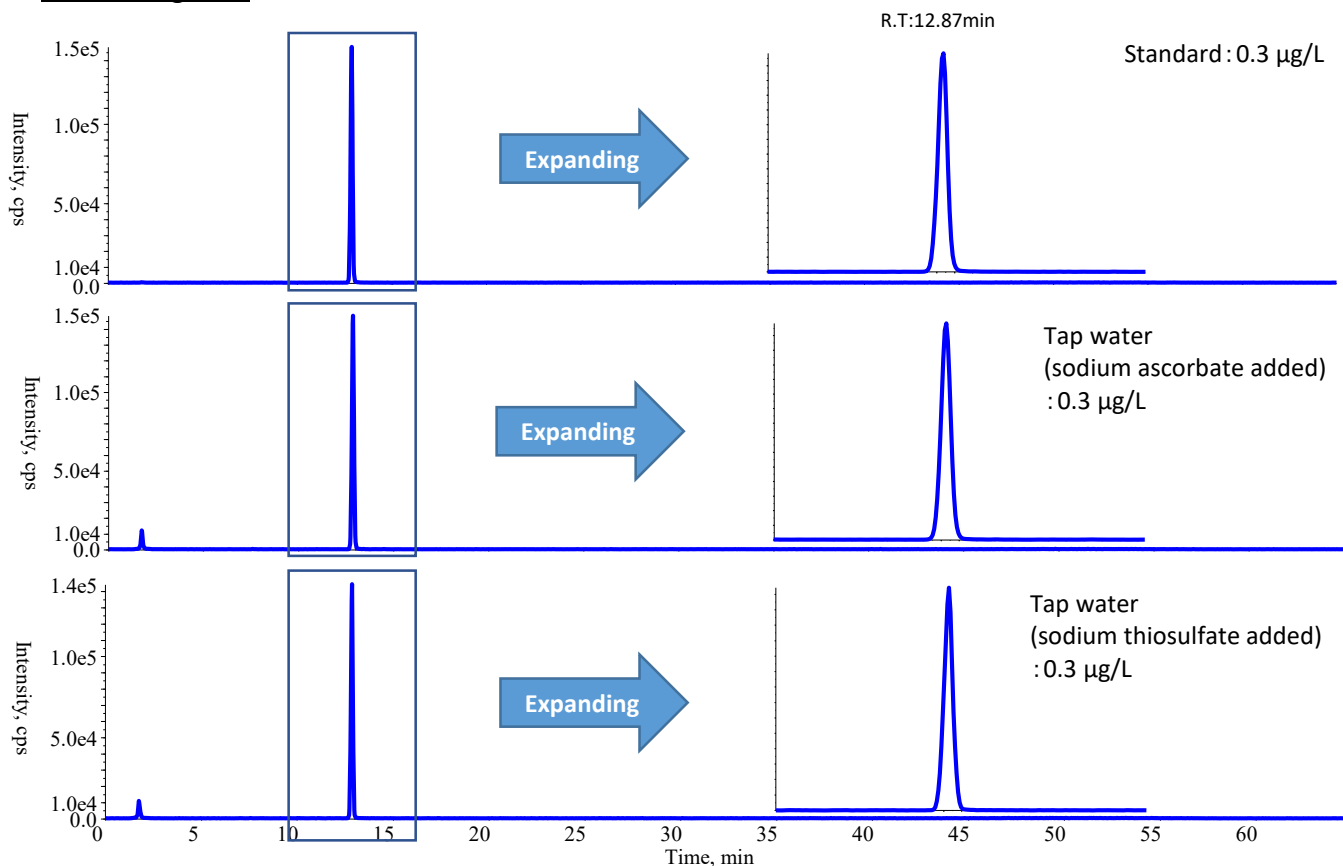 R.T:12.87min
Standard : 0.3 µg/L
1.5e5
1.0e5
5.0e4
1.0e4
0.0
Intensity, cps
Expanding
Tap water
(sodium ascorbate added)
: 0.3 µg/L
1.5e5
1.0e5
5.0e4
1.0e4
0.0
Intensity, cps
Expanding
Tap water
(sodium thiosulfate added)
: 0.3 µg/L
1.4e5
1.0e5
5.0e4
1.0e4
0.0
Intensity, cps
Expanding
0 5 10 15 20 25 30 35 40 45 50 55 60
Time, min